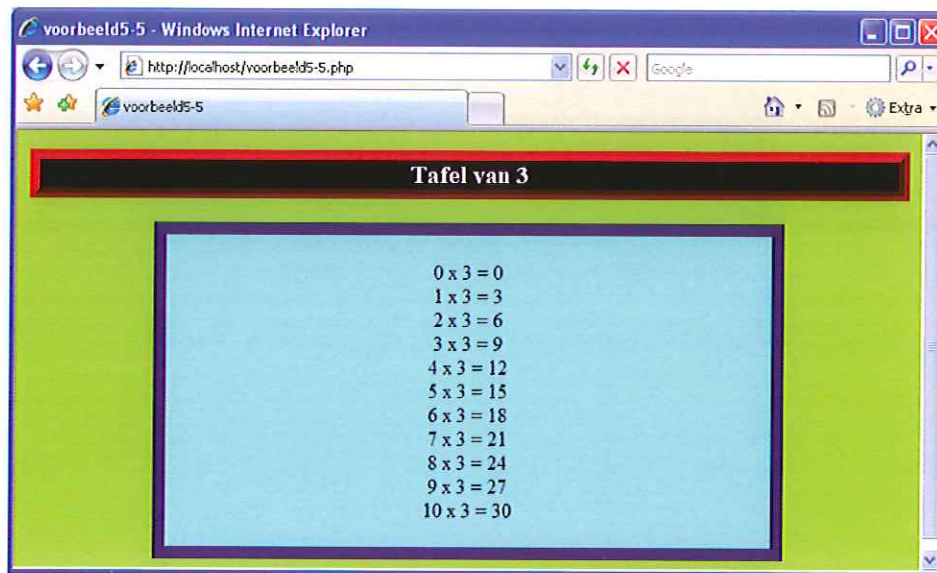 voorbeeld5-5 - Windows Internet Explorer
http://localhost/voorbeeld5-5.php
Google
voorbeeld5-5
Extra
Tafel van 3
0 x 3 = 0
1 x 3 = 3
2 x 3 = 6
3 x 3 = 9
4 x 3 = 12
5 x 3 = 15
6 x 3 = 18
7 x 3 = 21
8 x 3 = 24
9 x 3 = 27
10 x 3 = 30